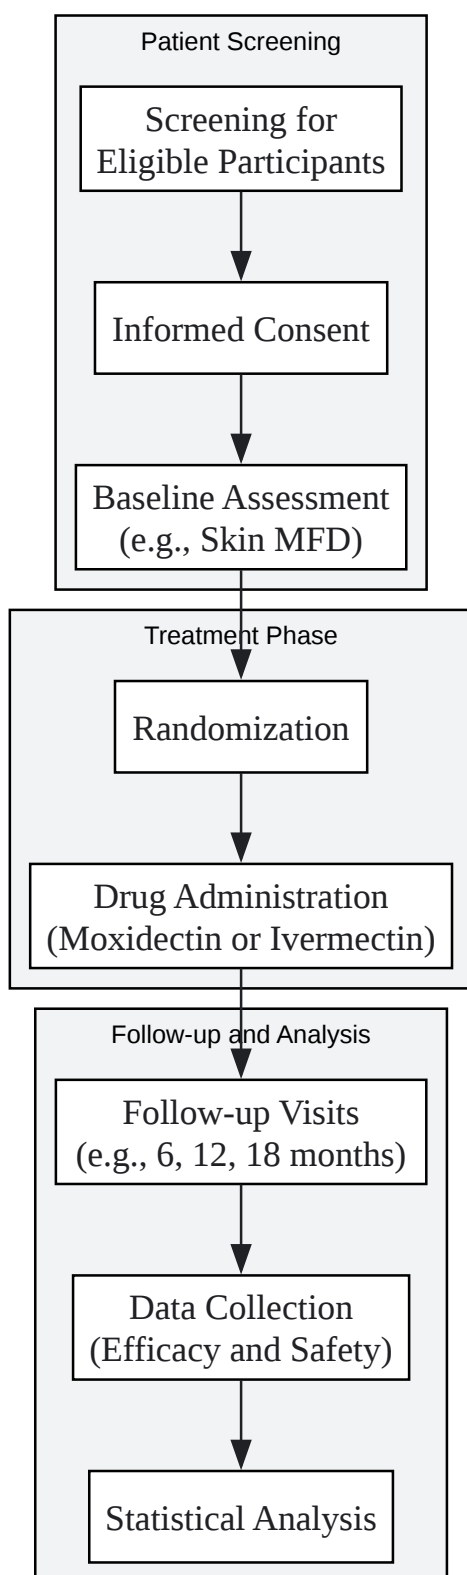 Patient Screening
Screening for
Eligible Participants
Informed Consent
Baseline Assessment
(e.g., Skin MFD)
Treatment Phase
Randomization
Drug Administration
(Moxidectin or Ivermectin)
Follow-up and Analysis
Follow-up Visits
(e.g., 6, 12, 18 months)
Data Collection
(Efficacy and Safety)
Statistical Analysis